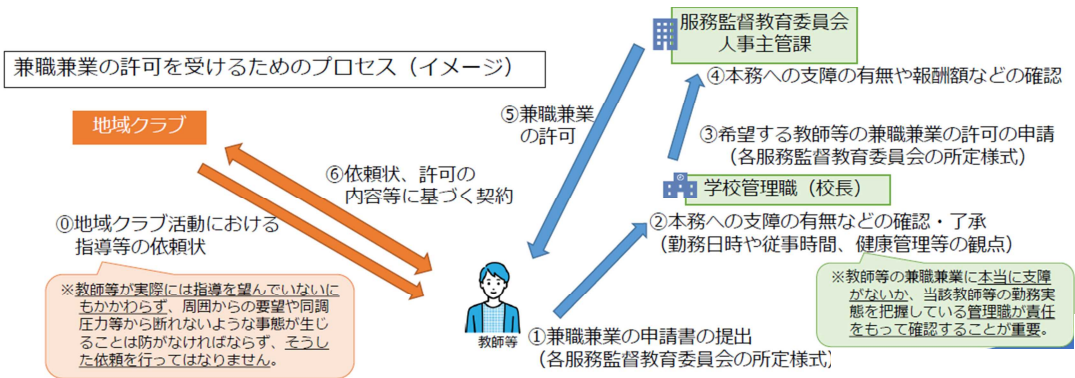 兼職兼業の許可を受けるためのプロセス（イメージ）
服務監督教育委員会
人事主管課
④本務への支障の有無や報酬額などの確認
地域クラブ
⑤兼職兼業
の許可
③希望する教師等の兼職兼業の許可の申請
（各服務監督教育委員会の所定様式）
⑥依頼状、許可の
内容等に基づく契約
学校管理職（校長）
⓪地域クラブ活動における
指導等の依頼状
②本務への支障の有無などの確認・了承
（勤務日時や従事時間、健康管理等の観点）
※教師等が実際には指導を望んでいないに
もかかわらず、周囲からの要望や同調
圧力等から断れないような事態が生じ
ることは防がなければならず、そうし
た依頼を行ってはなりません。
教師等
①兼職兼業の申請書の提出
（各服務監督教育委員会の所定様式）
※教師等の兼職兼業に本当に支障
がないか、当該教師等の勤務実
態を把握している管理職が責任
をもって確認することが重要。